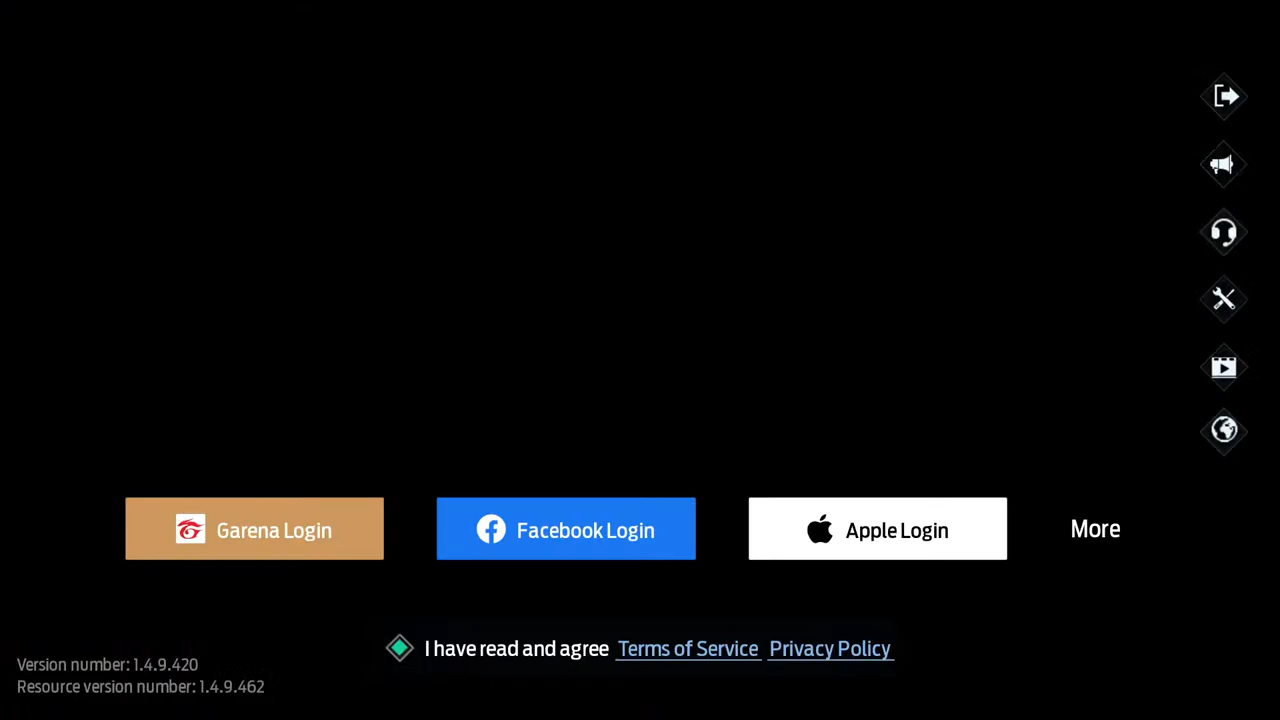 Garena Login
Facebook Login
Apple Login
More
I have read and agree Terms of Service Privacy Policy
Version number: 1.4.9.420
Resource version number: 1.4.9.462